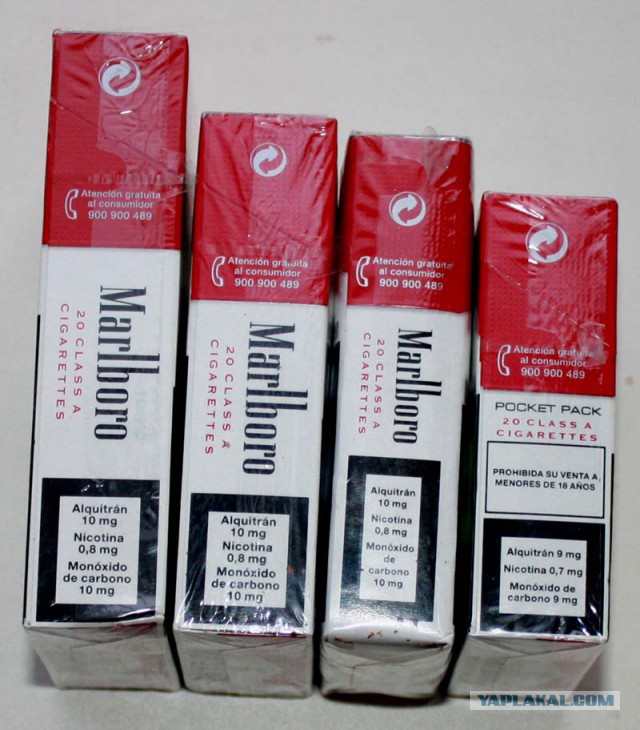 Atención gratuita
al consumidor
900 900 489
Marlboro
20 CLASS A
CIGARETTES
Alquitrán
10 mg
Nicotina
0,8 mg
Monóxido
de carbono
10 mg
Atención gratuita
al consumidor
900 900 489
Marlboro
20 CLASS A
CIGARETTES
Alquitrán
10 mg
Nicotina
0,8 mg
Monóxido
de carbono
10 mg
Atención gratuita
al consumidor
900 900 489
Marlboro
20 CLASS A
CIGARETTES
Alquitrán
10 mg
Nicotina
0,8 mg
Monóxido
de
carbono
10 mg
Atención gratuita
al consumidor
900 900 489
POCKET PACK
20 CLASS A
CIGARETTES
PROHIBIDA SU VENTA A
MENORES DE 18 AÑOS
Alquitrán 9 mg
Nicotina 0,7 mg
Monóxido de
carbono 9 mg
YAPLAKAL.COM